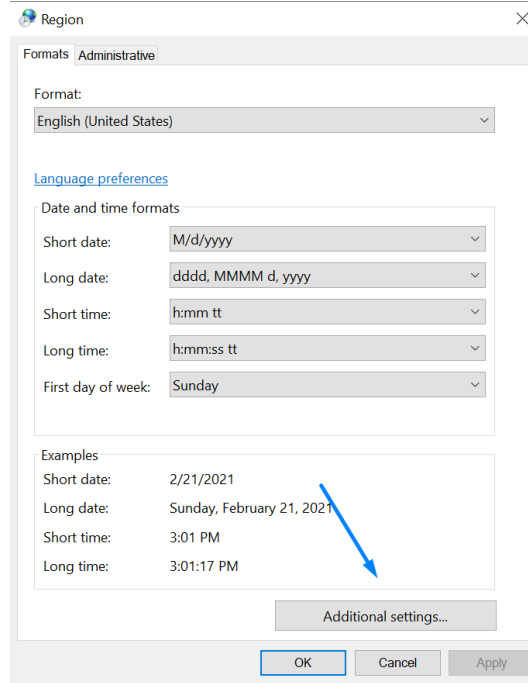 Region
Formats Administrative
Format:
English (United States)
Language preferences
Date and time formats
Short date: M/d/yyyy
Long date: dddd, MMMM d, yyyy
Short time: h:mm tt
Long time: h:mm:ss tt
First day of week: Sunday
Examples
Short date: 2/21/2021
Long date: Sunday, February 21, 2021
Short time: 3:01 PM
Long time: 3:01:17 PM
Additional settings...
OK Cancel Apply